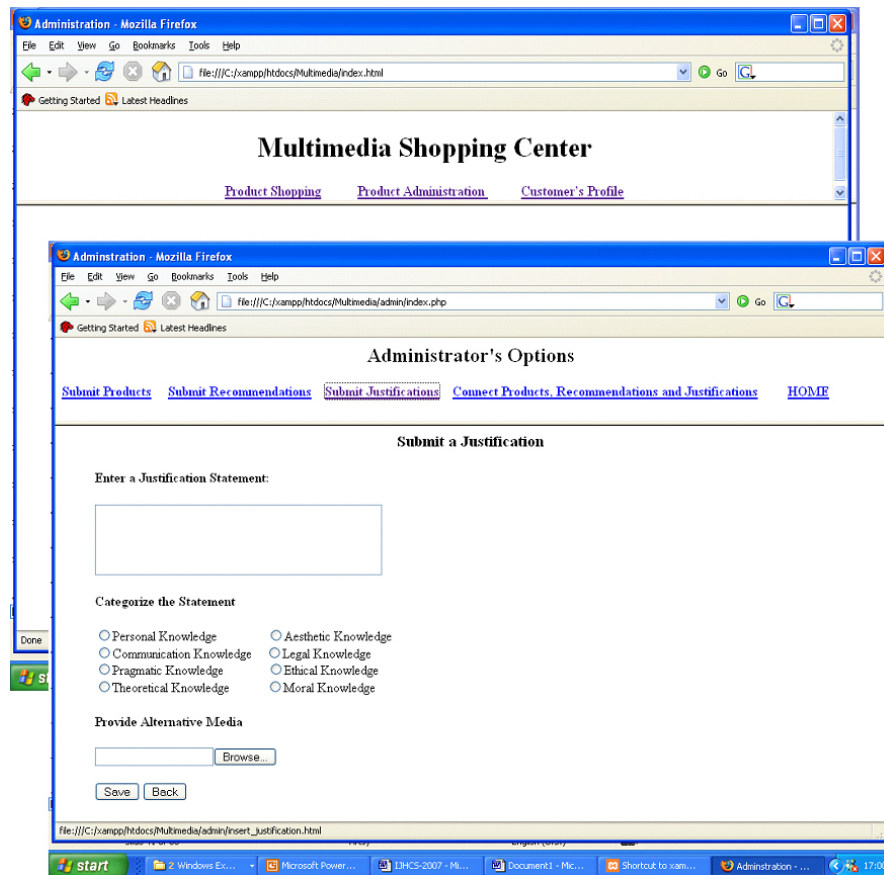 Administration - Mozilla Firefox
File Edit View Go Bookmarks Tools Help
file:///C:/xampp/htdocs/Multimedia/index.html Go G
Getting Started Latest Headlines
Multimedia Shopping Center
Product Shopping Product Administration Customer's Profile
Done
Adminstration - Mozilla Firefox
File Edit View Go Bookmarks Tools Help
file:///C:/xampp/htdocs/Multimedia/admin/index.php Go G
Getting Started Latest Headlines
Administrator's Options
Submit Products Submit Recommendations Submit Justifications Connect Products, Recommendations and Justifications HOME
Submit a Justification
Enter a Justification Statement:
Categorize the Statement
Personal Knowledge Aesthetic Knowledge
Communication Knowledge Legal Knowledge
Pragmatic Knowledge Ethical Knowledge
Theoretical Knowledge Moral Knowledge
Provide Alternative Media
Browse...
Save Back
file:///C:/xampp/htdocs/Multimedia/admin/insert_justification.html
start 2 Windows Ex... Microsoft Power... IJHCS-2007 - Mi... Document1 - Mic... Shortcut to xam... Adminstration - ... 17:00